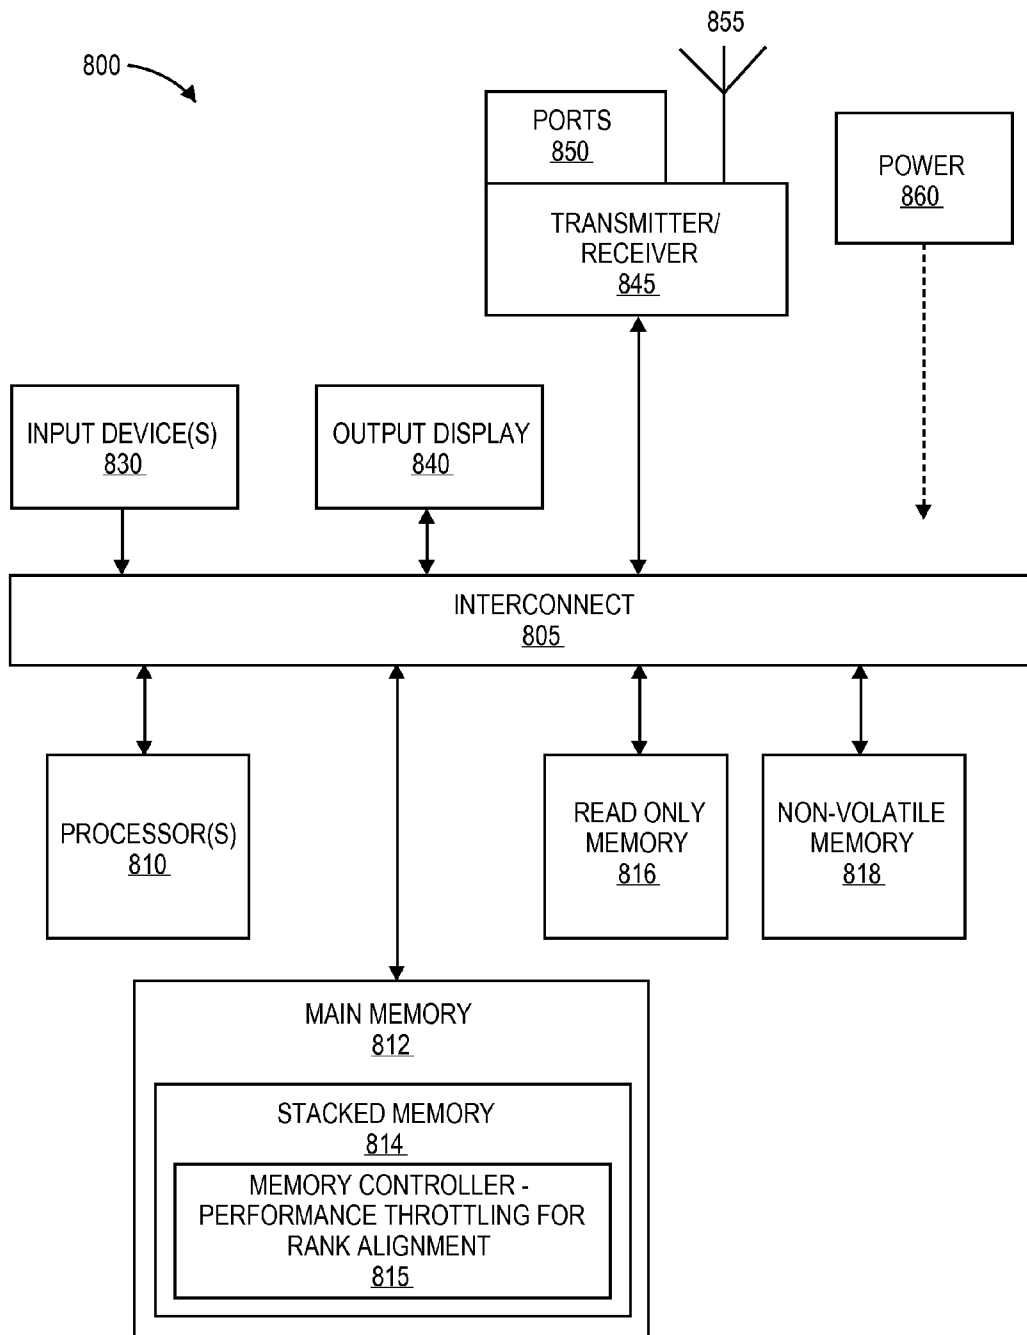 800
855
PORTS
850
TRANSMITTER/
RECEIVER
845
POWER
860
INPUT DEVICE(S)
830
OUTPUT DISPLAY
840
INTERCONNECT
805
PROCESSOR(S)
810
READ ONLY
MEMORY
816
NON-VOLATILE
MEMORY
818
MAIN MEMORY
812
STACKED MEMORY
814
MEMORY CONTROLLER -
PERFORMANCE THROTTLING FOR
RANK ALIGNMENT
815